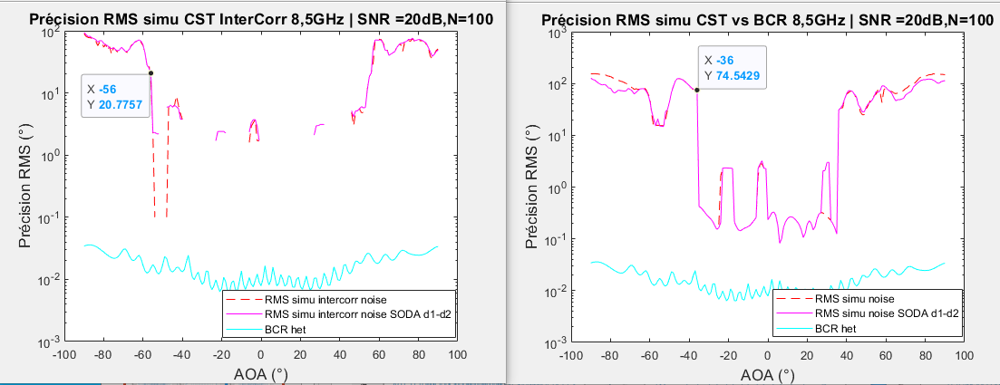 Précision RMS simu CST InterCorr 8,5GHz | SNR =20dB,N=100
10^2
10^1
10^0
10^-1
10^-2
10^-3
Précision RMS (°)
X -56
Y 20.7757
RMS simu intercorr noise
RMS simu intercorr noise SODA d1-d2
BCR het
-100 -80 -60 -40 -20 0 20 40 60 80 100
AOA (°)
Précision RMS simu CST vs BCR 8,5GHz | SNR =20dB,N=100
10^3
10^2
10^1
10^0
10^-1
10^-2
10^-3
Précision RMS (°)
X -36
Y 74.5429
RMS simu noise
RMS simu noise SODA d1-d2
BCR het
-100 -80 -60 -40 -20 0 20 40 60 80 100
AOA (°)